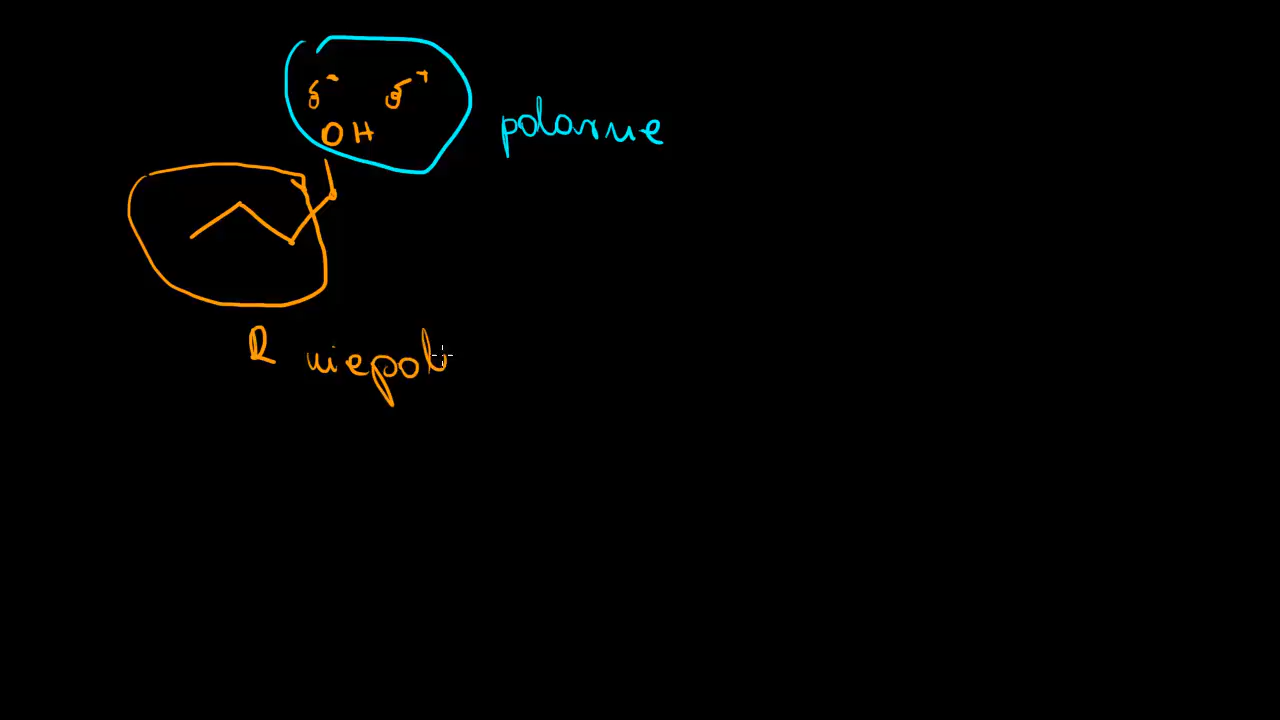 δ⁻ δ⁺
OH
polarne
R niepol